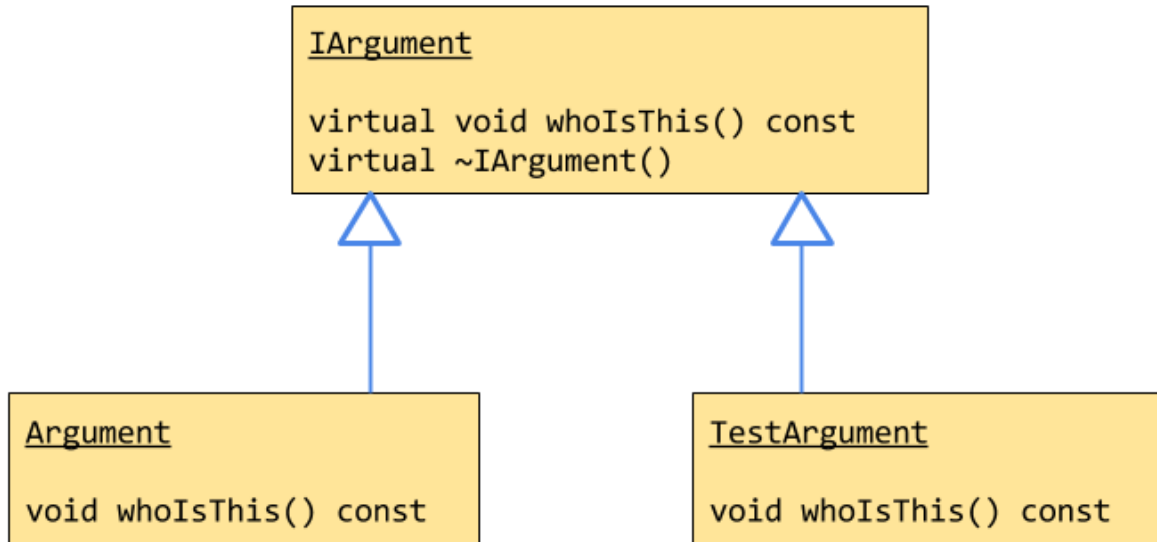 IArgument
virtual void whoIsThis() const
virtual ~IArgument()
Argument
void whoIsThis() const
TestArgument
void whoIsThis() const